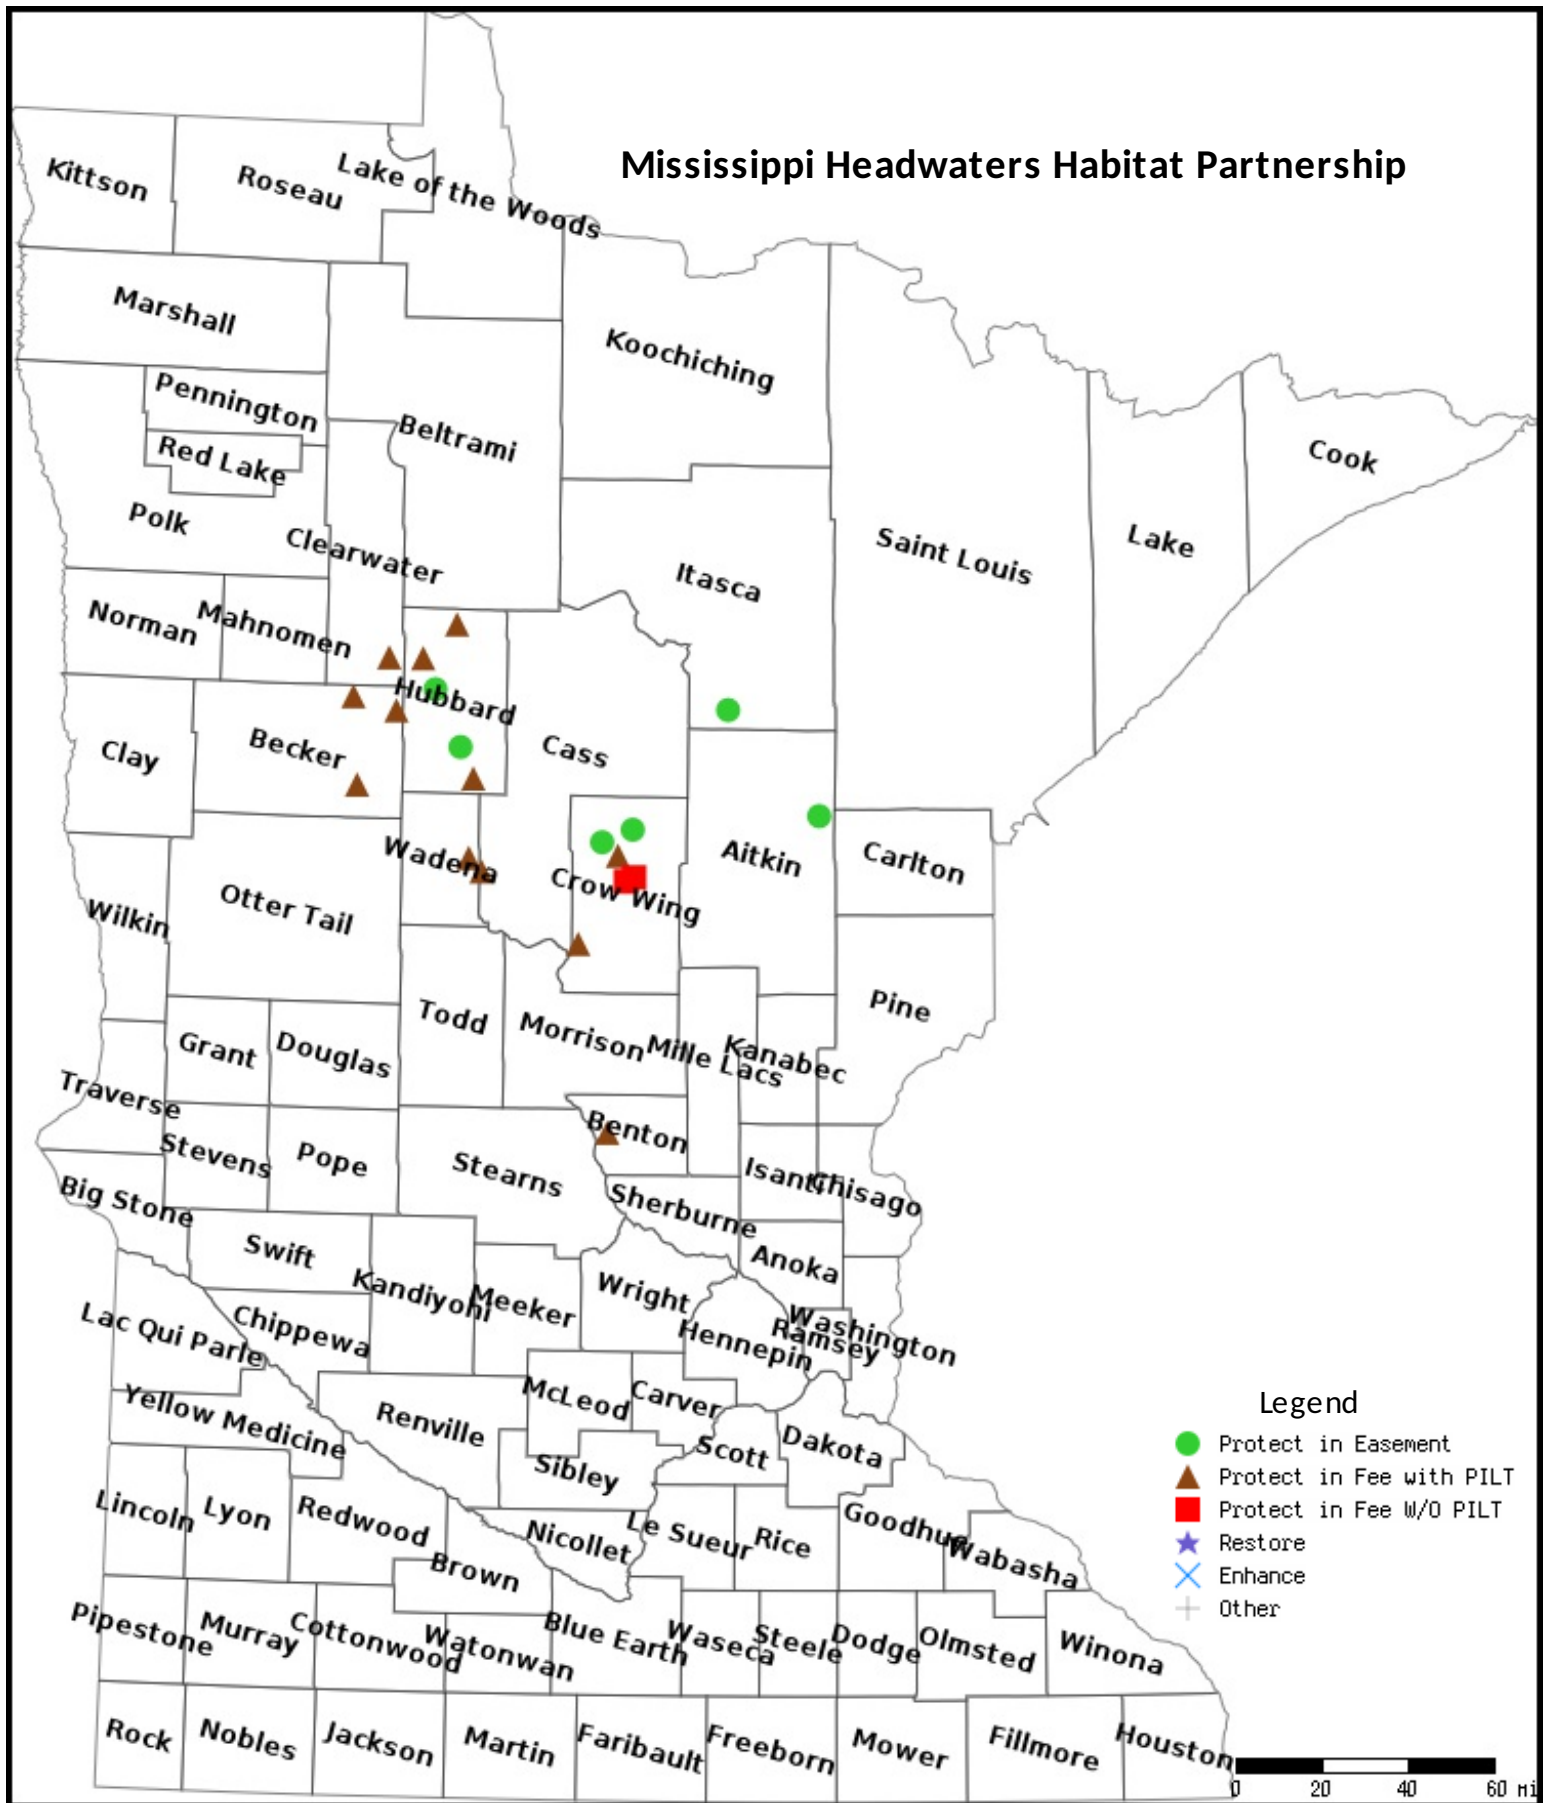 Mississippi Headwaters Habitat Partnership
Kittson
Roseau
Lake of the Woods
Marshall
Koochiching
Pennington
Beltrami
Red Lake
Cook
Polk
Clearwater
Saint Louis
Lake
Itasca
Norman
Mahnomen
Hubbard
Clay
Becker
Cass
Wadena
Aitkin
Carlton
Crow Wing
Wilkin
Otter Tail
Pine
Todd
Morrison
Mille Lacs
Kanabec
Grant
Douglas
Traverse
Benton
Stevens
Pope
Stearns
Isanti
Chisago
Big Stone
Sherburne
Swift
Anoka
Kandiyohi
Meeker
Wright
Washington
Ramsey
Hennepin
Lac Qui Parle
Chippewa
McLeod
Carver
Yellow Medicine
Renville
Scott
Dakota
Sibley
Lincoln
Lyon
Redwood
Nicollet
Le Sueur
Rice
Goodhue
Wabasha
Brown
Pipestone
Murray
Cottonwood
Watonwan
Blue Earth
Waseca
Steele
Dodge
Olmsted
Winona
Rock
Nobles
Jackson
Martin
Faribault
Freeborn
Mower
Fillmore
Houston
Legend
Protect in Easement
Protect in Fee with PILT
Protect in Fee W/O PILT
Restore
Enhance
Other
0 20 40 60 mi